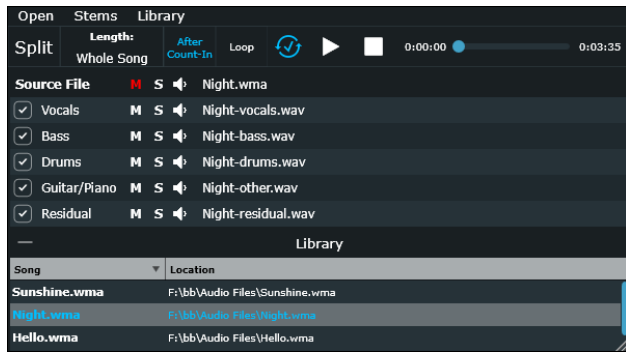 Open Stems Library
Split Length: Whole Song After Count-In Loop 0:00:00 0:03:35
Source File M S Night.wma
Vocals M S Night-vocals.wav
Bass M S Night-bass.wav
Drums M S Night-drums.wav
Guitar/Piano M S Night-other.wav
Residual M S Night-residual.wav
Library
Song Location
Sunshine.wma F:\bb\Audio Files\Sunshine.wma
Night.wma F:\bb\Audio Files\Night.wma
Hello.wma F:\bb\Audio Files\Hello.wma